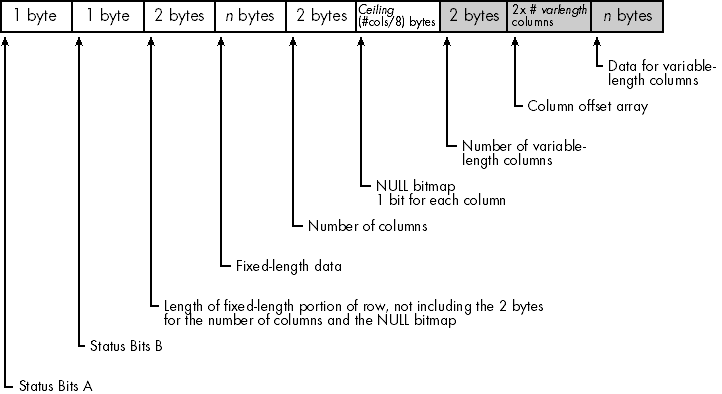 1 byte
1 byte
2 bytes
n bytes
2 bytes
Ceiling
(#cols/8) bytes
2 bytes
2x # varlength
columns
n bytes
Data for variable-
length columns
Column offset array
Number of variable-
length columns
NULL bitmap
1 bit for each column
Number of columns
Fixed-length data
Length of fixed-length portion of row, not including the 2 bytes
for the number of columns and the NULL bitmap
Status Bits B
Status Bits A